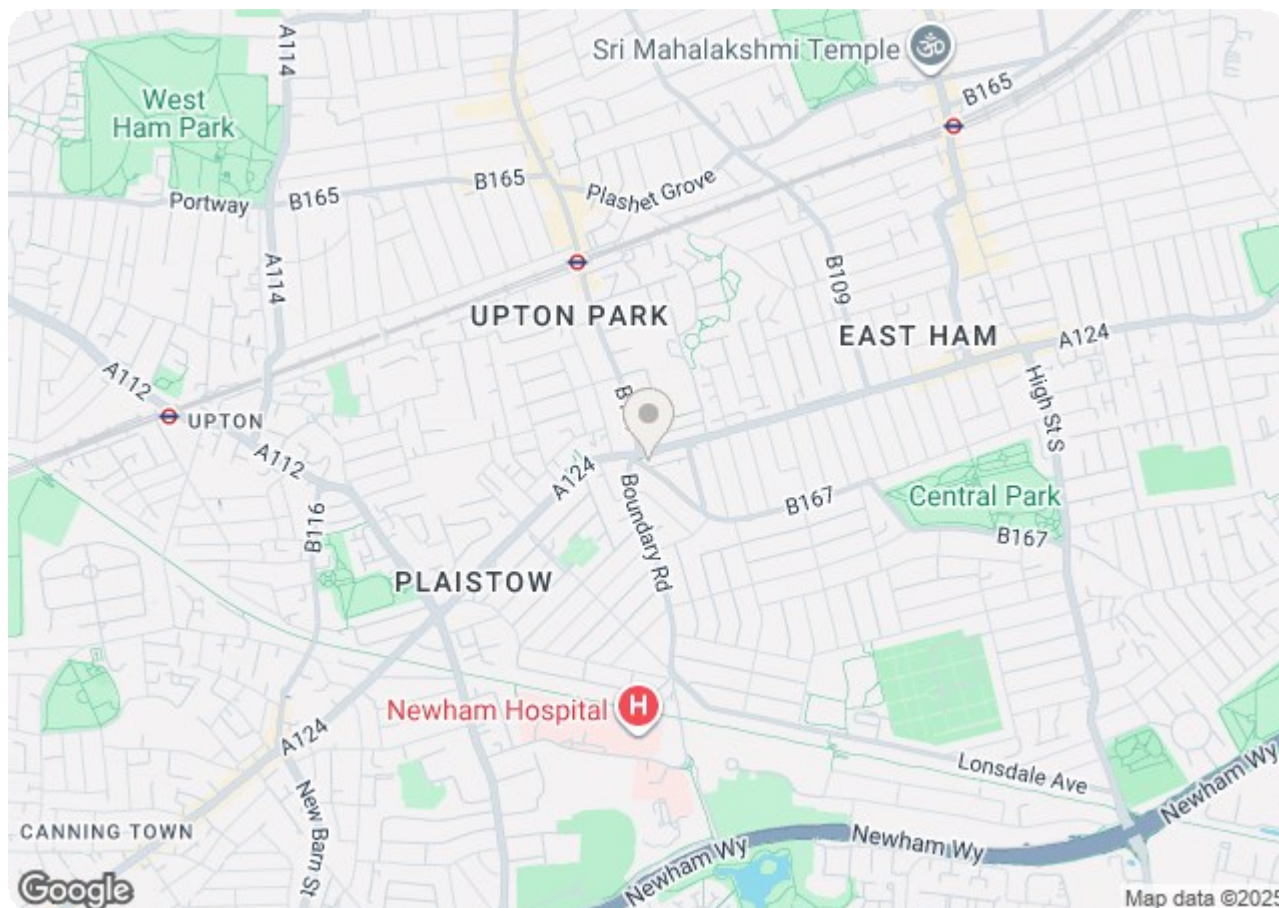 A114
Sri Mahalakshmi Temple
B165
West
Ham Park
B165
Plashet Grove
Portway
B165
A114
B109
UPTON PARK
EAST HAM
A124
A112
UPTON
High St S
A112
A124
Boundary Rd
B167
Central Park
B116
B167
PLAISTOW
Newham Hospital
H
A124
Lonsdale Ave
New Barn St
Newham Wy
CANNING TOWN
Newham Wy
Newham Wy
Google
Map data ©2025